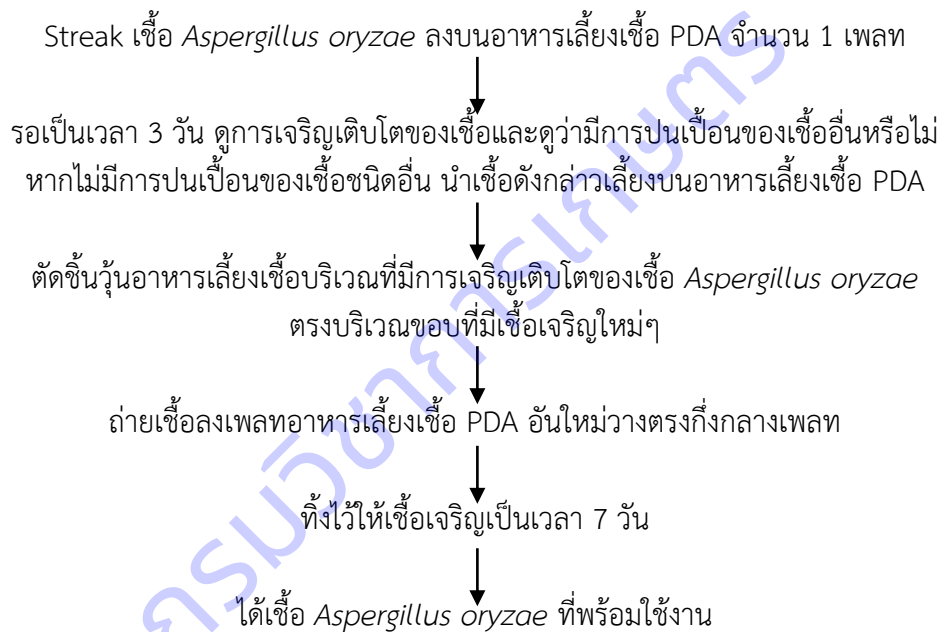 Streak เชื้อ Aspergillus oryzae ลงบนอาหารเลี้ยงเชื้อ PDA จำนวน 1 เพลท
รอเป็นเวลา 3 วัน ดูการเจริญเติบโตของเชื้อและดูว่ามีการปนเปื้อนของเชื้ออื่นหรือไม่
หากไม่มีการปนเปื้อนของเชื้อชนิดอื่น นำเชื้อดังกล่าวเลี้ยงบนอาหารเลี้ยงเชื้อ PDA
ตัดชิ้นวุ้นอาหารเลี้ยงเชื้อบริเวณที่มีการเจริญเติบโตของเชื้อ Aspergillus oryzae
ตรงบริเวณขอบที่มีเชื้อเจริญใหม่ๆ
ถ่ายเชื้อลงเพลทอาหารเลี้ยงเชื้อ PDA อันใหม่วางตรงกึ่งกลางเพลท
ทิ้งไว้ให้เชื้อเจริญเป็นเวลา 7 วัน
ได้เชื้อ Aspergillus oryzae ที่พร้อมใช้งาน
กรมวิชาการเกษตร